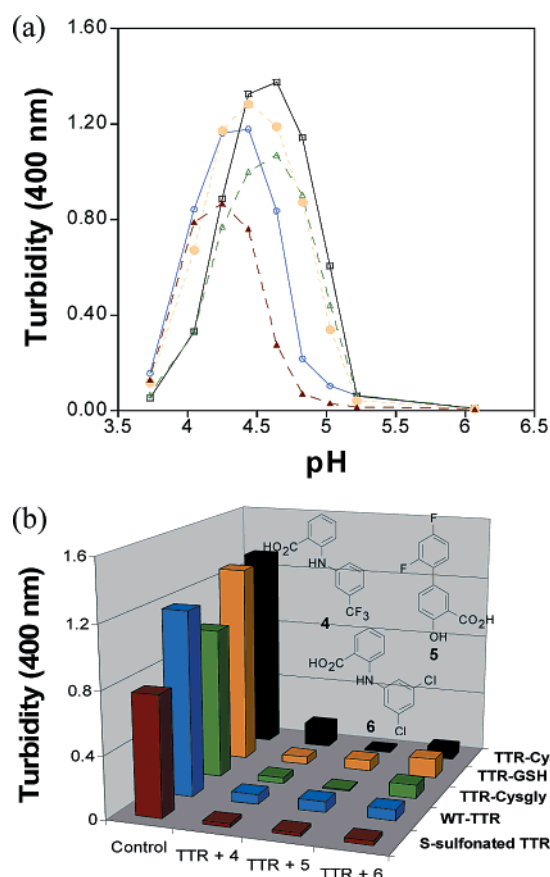 (a)
1.60
1.20
0.80
0.40
0.00
Turbidity (400 nm)
3.5 4 4.5 5 5.5 6 6.5
pH
(b)
1.6
1.2
0.8
0.4
0
Turbidity (400 nm)
HO2C
HN
CF3
4
F
F
CO2H
OH
5
HO2C
HN
Cl
Cl
6
TTR-Cy
TTR-GSH
TTR-Cysgly
WT-TTR
S-sulfonated TTR
Control
TTR + 4
TTR + 5
TTR + 6